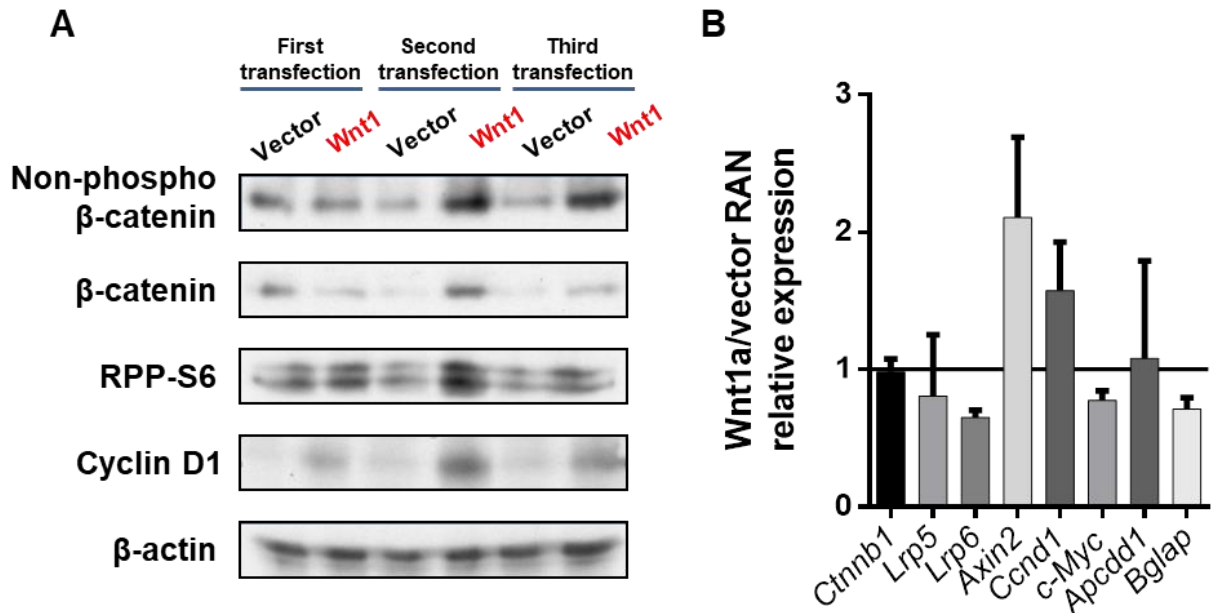 A
First
transfection
Second
transfection
Third
transfection
Vector
Wnt1
Vector
Wnt1
Vector
Wnt1
Non-phospho
β-catenin
β-catenin
RPP-S6
Cyclin D1
β-actin
B
Wnt1a/vector RAN
relative expression
3
2
1
0
Ctnnb1
Lrp5
Lrp6
Axin2
Ccnd1
c-Myc
Apcdd1
Bglap